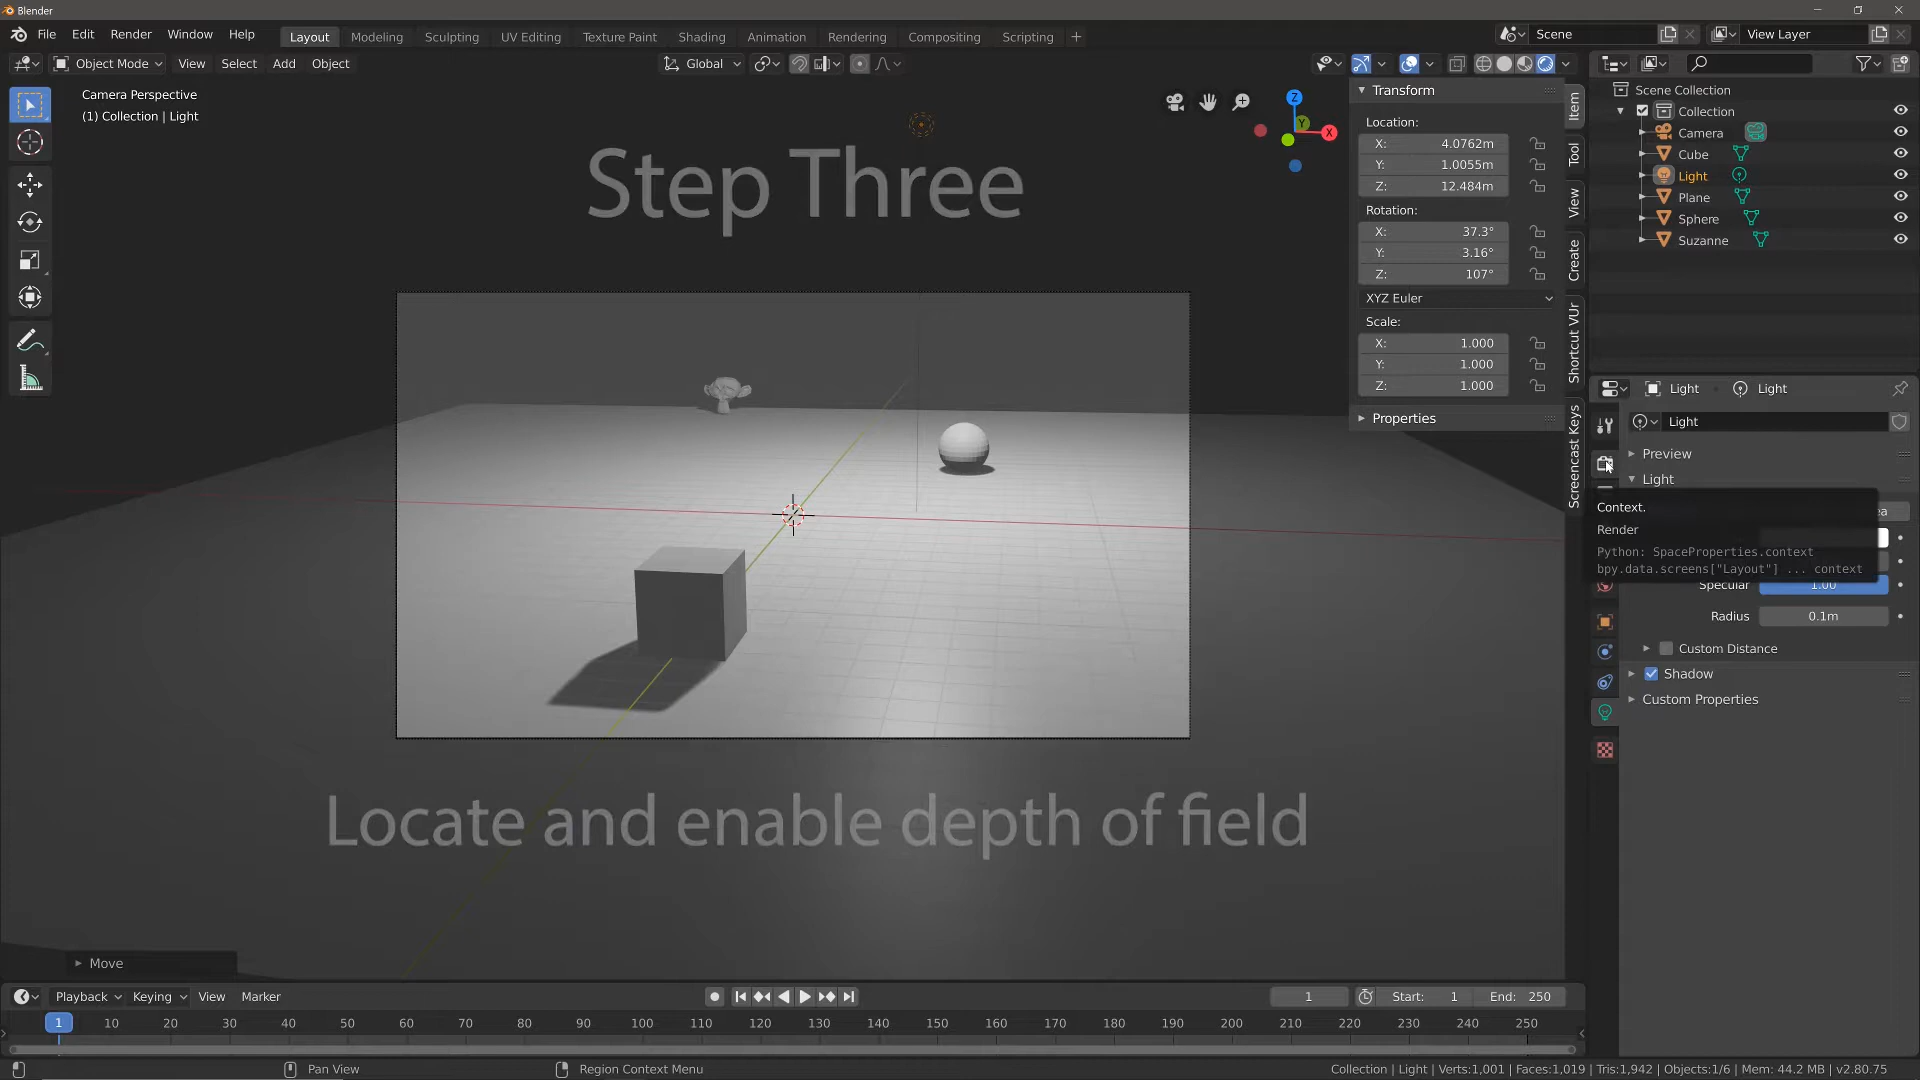 Blender
File Edit Render Window Help
Layout Modeling Sculpting UV Editing Texture Paint Shading Animation Rendering Compositing Scripting +
Scene
View Layer
Object Mode View Select Add Object
Global
Camera Perspective
(1) Collection | Light
Step Three
Locate and enable depth of field
Z
Y
X
Transform
Location:
X: 4.0762m
Y: 1.0055m
Z: 12.484m
Rotation:
X: 37.3°
Y: 3.16°
Z: 107°
XYZ Euler
Scale:
X: 1.000
Y: 1.000
Z: 1.000
Properties
Item
Tool
View
Create
Shortcut VUr
Screencast Keys
Scene Collection
Collection
Camera
Cube
Light
Plane
Sphere
Suzanne
Light Light
Light
Preview
Light
Context.
Render
Python: SpaceProperties.context
bpy.data.screens["Layout"] ... context
Specular 1.00
Radius 0.1m
Custom Distance
Shadow
Custom Properties
Move
Playback Keying View Marker
1 Start: 1 End: 250
1 10 20 30 40 50 60 70 80 90 100 110 120 130 140 150 160 170 180 190 200 210 220 230 240 250
Pan View
Region Context Menu
Collection | Light | Verts:1,001 | Faces:1,019 | Tris:1,942 | Objects:1/6 | Mem: 44.2 MB | v2.80.75